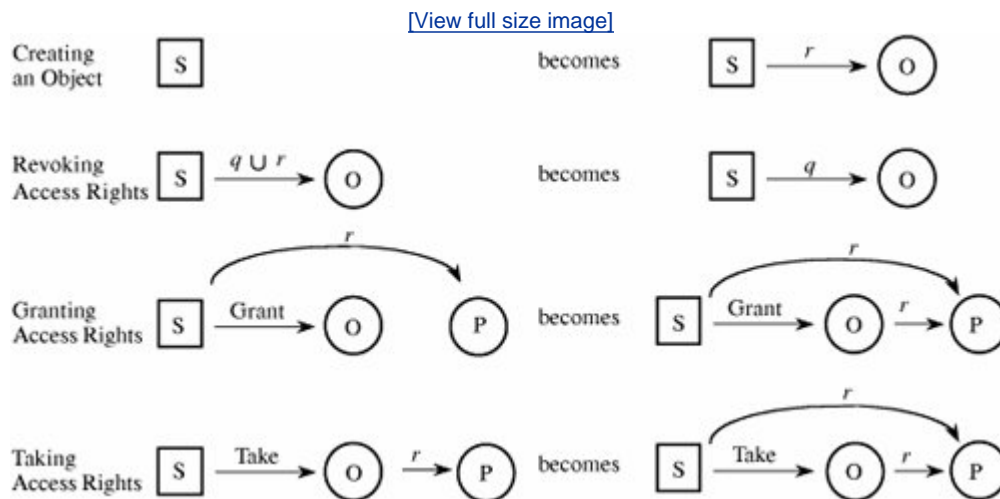 [View full size image]
Creating
an Object
S
becomes
S
r
O
Revoking
Access Rights
S
q ∪ r
O
becomes
S
q
O
Granting
Access Rights
r
S
Grant
O
P
becomes
r
S
Grant
O
r
P
Taking
Access Rights
S
Take
O
r
P
becomes
r
S
Take
O
r
P